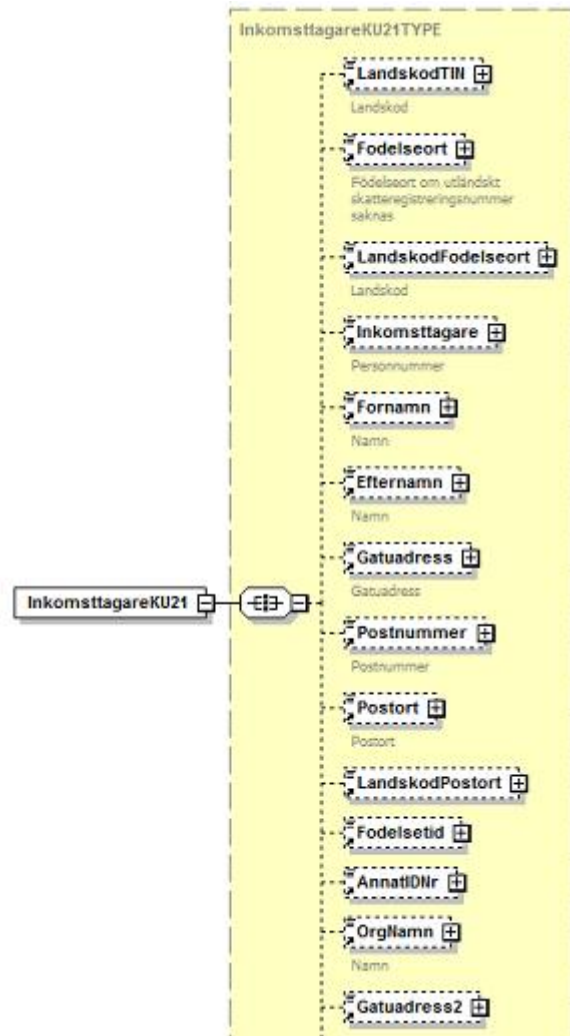 InkomsttagareKU21TYPE
LandskodTIN
Landskod
Fodelseort
Födelseort om utländskt
skatteregistreringsnummer
saknas
LandskodFodelseort
Landskod
Inkomsttagare
Personnummer
Fornamn
Namn
Efternamn
Namn
Gatuadress
Gatuadress
InkomsttagareKU21
Postnummer
Postnummer
Postort
Postort
LandskodPostort
Fodelsetid
AnnatIDNr
OrgNamn
Namn
Gatuadress2